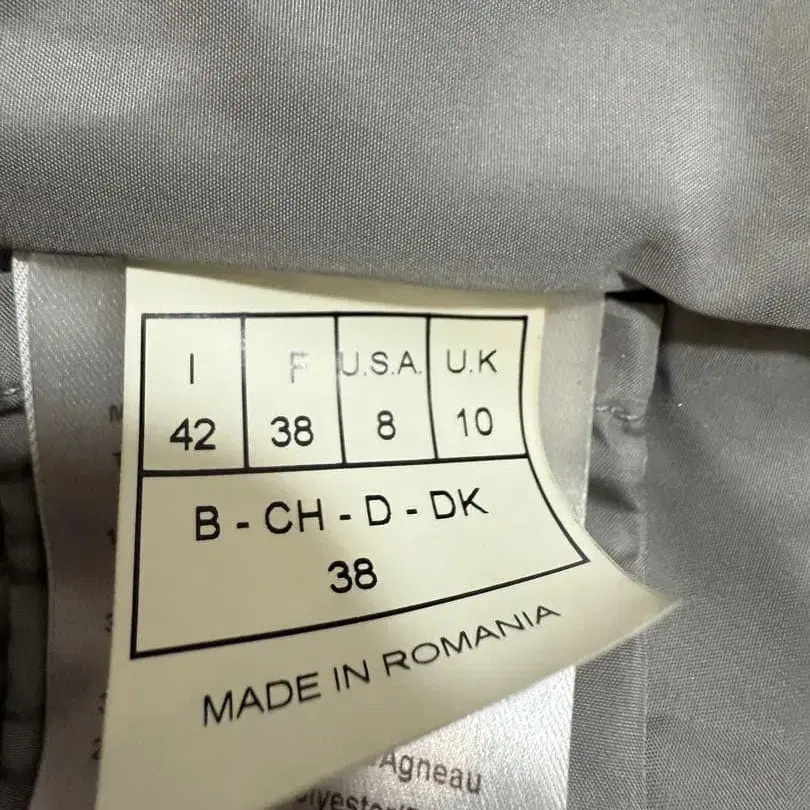 I F U.S.A. U.K
42 38 8 10
B - CH - D - DK
38
MADE IN ROMANIA
Agneau